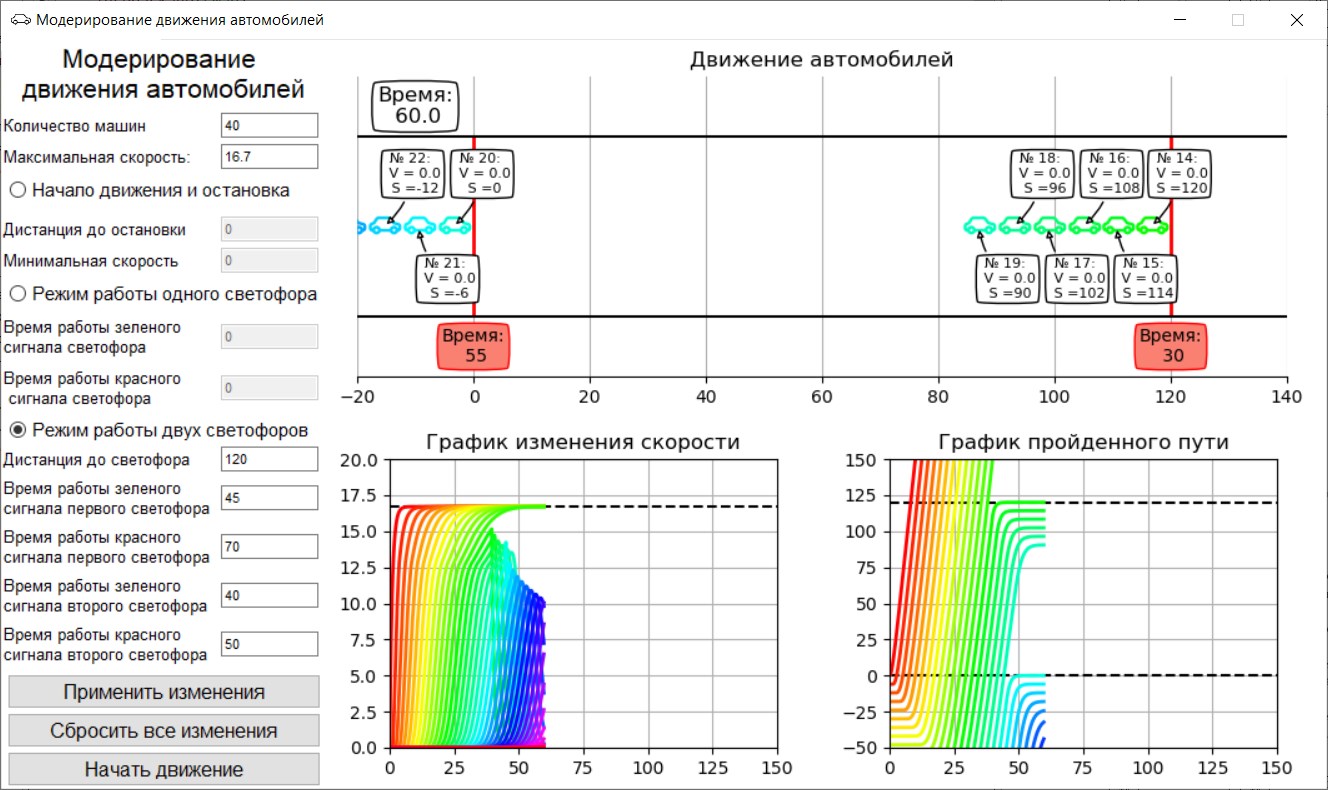 Модерирование движения автомобилей
Модерирование
движения автомобилей
Количество машин
40
Максимальная скорость:
16.7
Начало движения и остановка
Дистанция до остановки
0
Минимальная скорость
0
Режим работы одного светофора
Время работы зеленого
сигнала светофора
0
Время работы красного
сигнала светофора
0
Режим работы двух светофоров
Дистанция до светофора
120
Время работы зеленого
сигнала первого светофора
45
Время работы красного
сигнала первого светофора
70
Время работы зеленого
сигнала второго светофора
40
Время работы красного
сигнала второго светофора
50
Применить изменения
Сбросить все изменения
Начать движение
Движение автомобилей
Время:
60.0
№ 22:
V = 0.0
S =-12
№ 20:
V = 0.0
S =0
№ 18:
V = 0.0
S =96
№ 16:
V = 0.0
S =108
№ 14:
V = 0.0
S =120
№ 21:
V = 0.0
S =-6
№ 19:
V = 0.0
S =90
№ 17:
V = 0.0
S =102
№ 15:
V = 0.0
S =114
Время:
55
Время:
30
−20 0 20 40 60 80 100 120 140
График изменения скорости
20.0
17.5
15.0
12.5
10.0
7.5
5.0
2.5
0.0
0 25 50 75 100 125 150
График пройденного пути
150
125
100
75
50
25
0
−25
−50
0 25 50 75 100 125 150